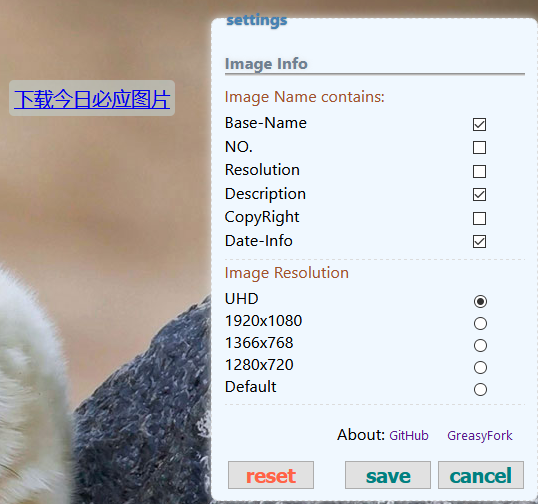 settings
Image Info
下载今日必应图片
Image Name contains:
Base-Name
NO.
Resolution
Description
CopyRight
Date-Info
Image Resolution
UHD
1920x1080
1366x768
1280x720
Default
About: GitHub GreasyFork
reset save cancel